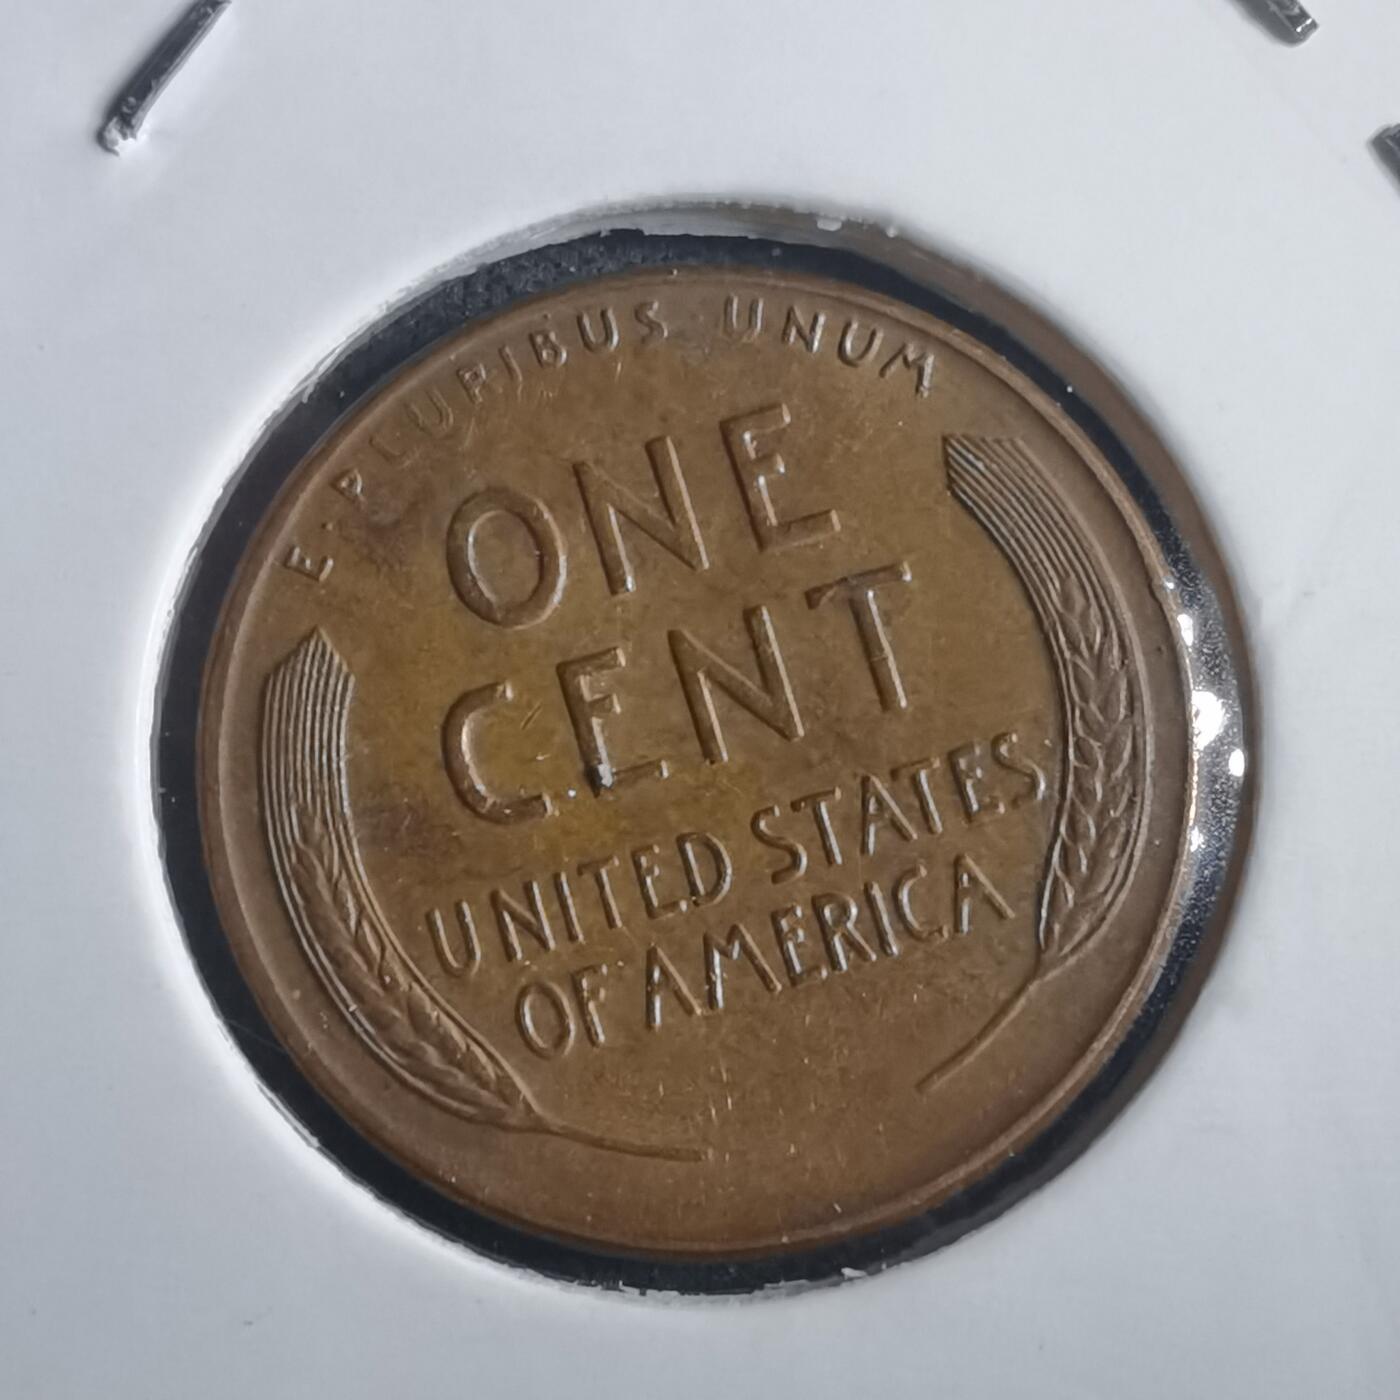 E·PLURIBUS UNUM
ONE
CENT
UNITED STATES
OF AMERICA